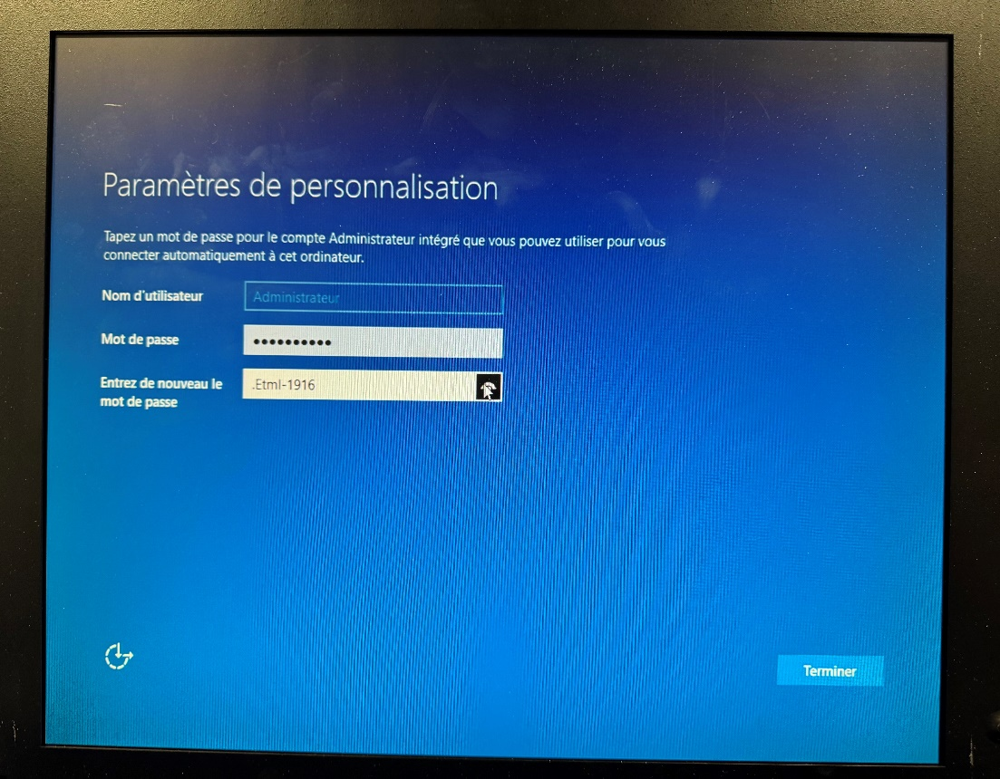 Paramètres de personnalisation
Tapez un mot de passe pour le compte Administrateur intégré que vous pouvez utiliser pour vous
connecter automatiquement à cet ordinateur.
Nom d'utilisateur
Administrateur
Mot de passe
••••••••••
Entrez de nouveau le
mot de passe
.Etml-1916
Terminer